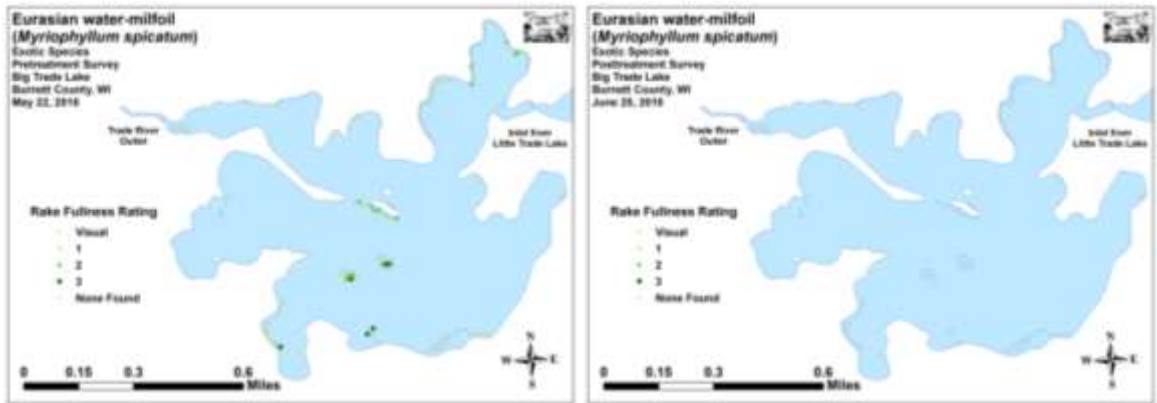 Eurasian water-milfoil
(Myriophyllum spicatum)
Exotic Species
Pretreatment Survey
Big Trade Lake
Burnett County, WI
May 22, 2018
Trade River
Outlet
Inlet from
Little Trade Lake
Rake Fullness Rating
Visual
1
2
3
None Found
N
W
E
S
0
0.15
0.3
0.6
Miles
Eurasian water-milfoil
(Myriophyllum spicatum)
Exotic Species
Posttreatment Survey
Big Trade Lake
Burnett County, WI
June 2018
Trade River
Outlet
Inlet from
Little Trade Lake
Rake Fullness Rating
Visual
1
2
3
None Found
N
W
E
S
0
0.15
0.3
0.6
Miles